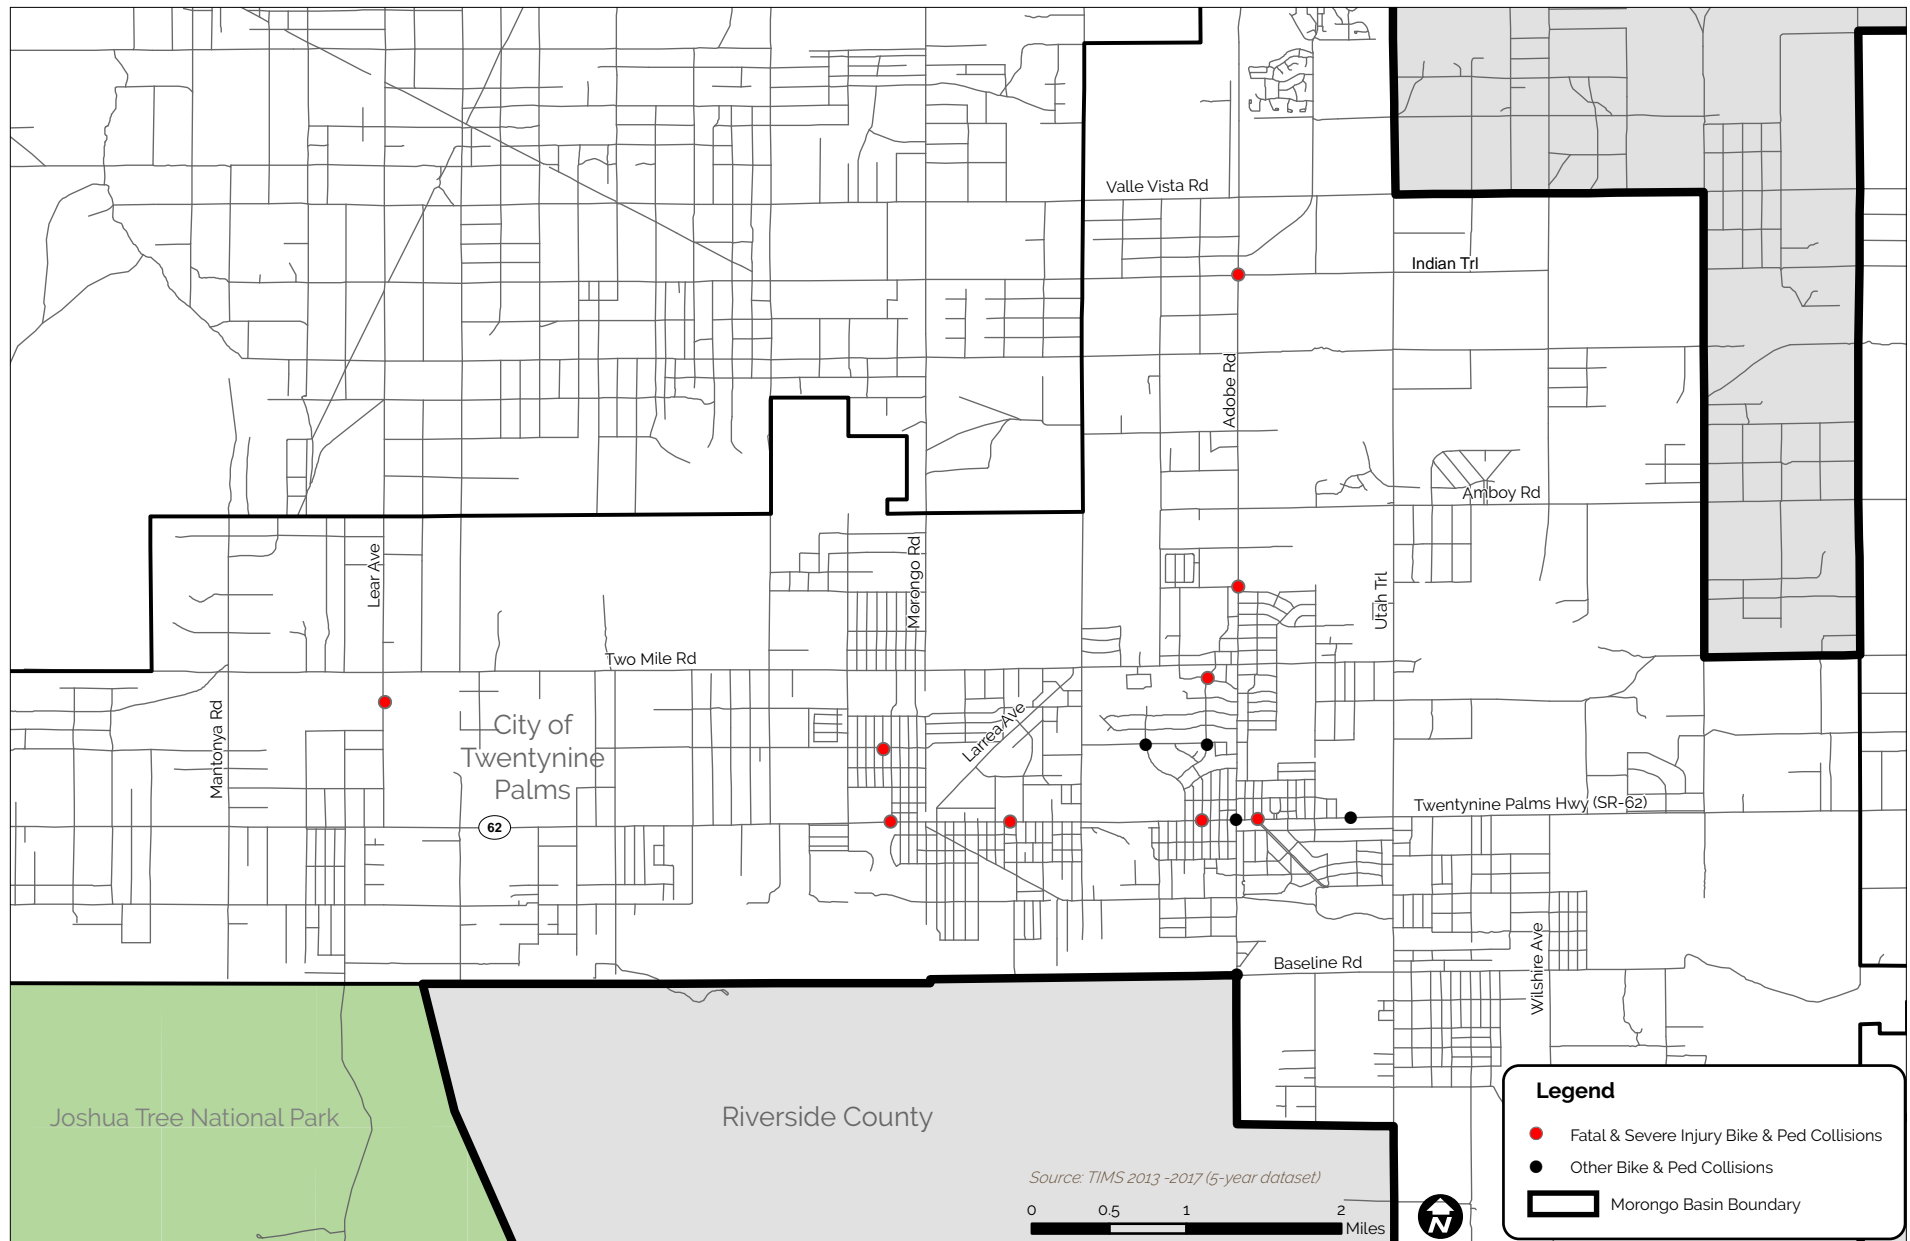 Valle Vista Rd
Indian Trl
Adobe Rd
Amboy Rd
Lear Ave
Morongo Rd
Utah Trl
Two Mile Rd
Mantonya Rd
City of
Twentynine
Palms
Larrea Ave
Twentynine Palms Hwy (SR-62)
62
Wilshire Ave
Baseline Rd
Joshua Tree National Park
Riverside County
Source: TIMS 2013 -2017 (5-year dataset)
0 0.5 1 2
Miles
N
Legend
Fatal & Severe Injury Bike & Ped Collisions
Other Bike & Ped Collisions
Morongo Basin Boundary